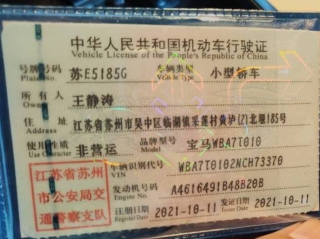 中华人民共和国机动车行驶证
Vehicle License of the People's Republic of China
号牌号码 苏E5185G 车辆类型 小型轿车
Plate No. Vehicle Type
所有人 王静涛
Owner
住址 江苏省苏州市吴中区临湖镇采莲村黄垆(2)北堰185号
Address
使用性质 非营运 品牌型号 宝马WBA7T010
Use Character Model
车辆识别代号 WBA7T0102NCH73370
VIN
发动机号码 A4616491B48B20B
Engine No.
注册日期 2021-10-11 发证日期 2021-10-11
Register Date Issue Date
江苏省苏州
市公安局交
通警察支队